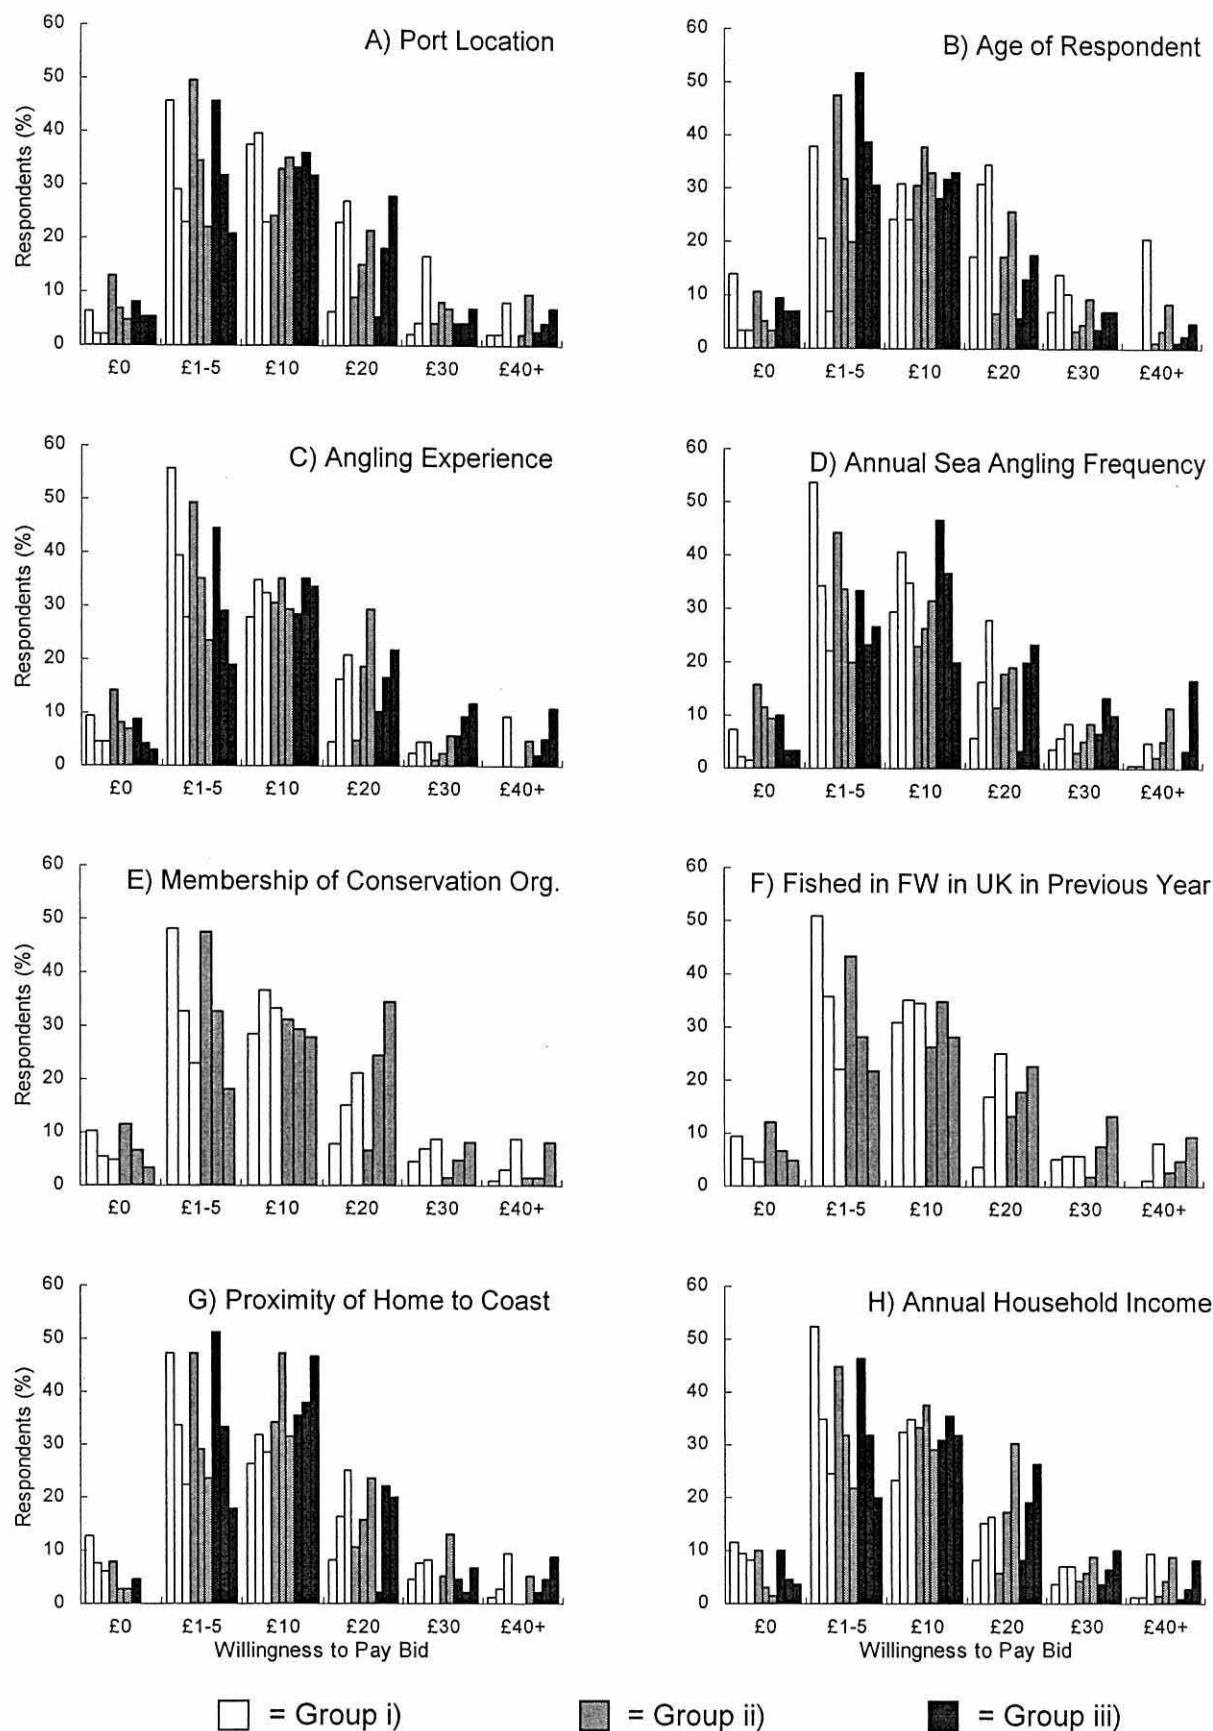 A) Port Location
Respondents (%)
60
50
40
30
20
10
0
£0 £1-5 £10 £20 £30 £40+
B) Age of Respondent
60
50
40
30
20
10
0
£0 £1-5 £10 £20 £30 £40+
C) Angling Experience
Respondents (%)
60
50
40
30
20
10
0
£0 £1-5 £10 £20 £30 £40+
D) Annual Sea Angling Frequency
60
50
40
30
20
10
0
£0 £1-5 £10 £20 £30 £40+
E) Membership of Conservation Org.
Respondents (%)
60
50
40
30
20
10
0
£0 £1-5 £10 £20 £30 £40+
F) Fished in FW in UK in Previous Year
60
50
40
30
20
10
0
£0 £1-5 £10 £20 £30 £40+
G) Proximity of Home to Coast
Respondents (%)
60
50
40
30
20
10
0
£0 £1-5 £10 £20 £30 £40+
Willingness to Pay Bid
H) Annual Household Income
60
50
40
30
20
10
0
£0 £1-5 £10 £20 £30 £40+
Willingness to Pay Bid
= Group i) = Group ii) = Group iii)